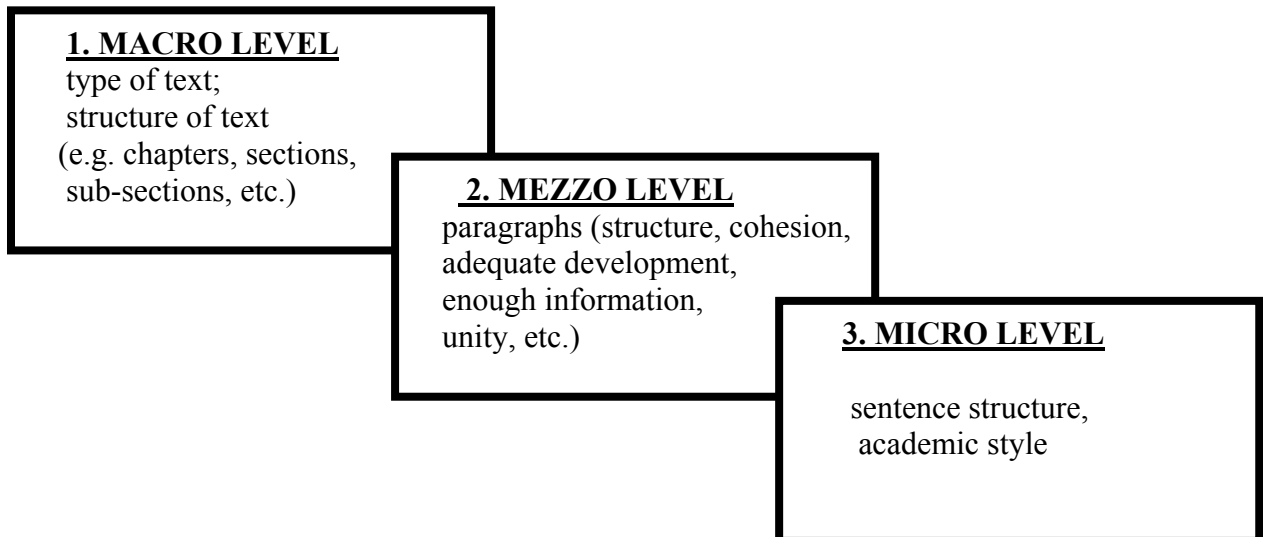 1. MACRO LEVEL
type of text;
structure of text
(e.g. chapters, sections,
sub-sections, etc.)
2. MEZZO LEVEL
paragraphs (structure, cohesion,
adequate development,
enough information,
unity, etc.)
3. MICRO LEVEL
sentence structure,
academic style